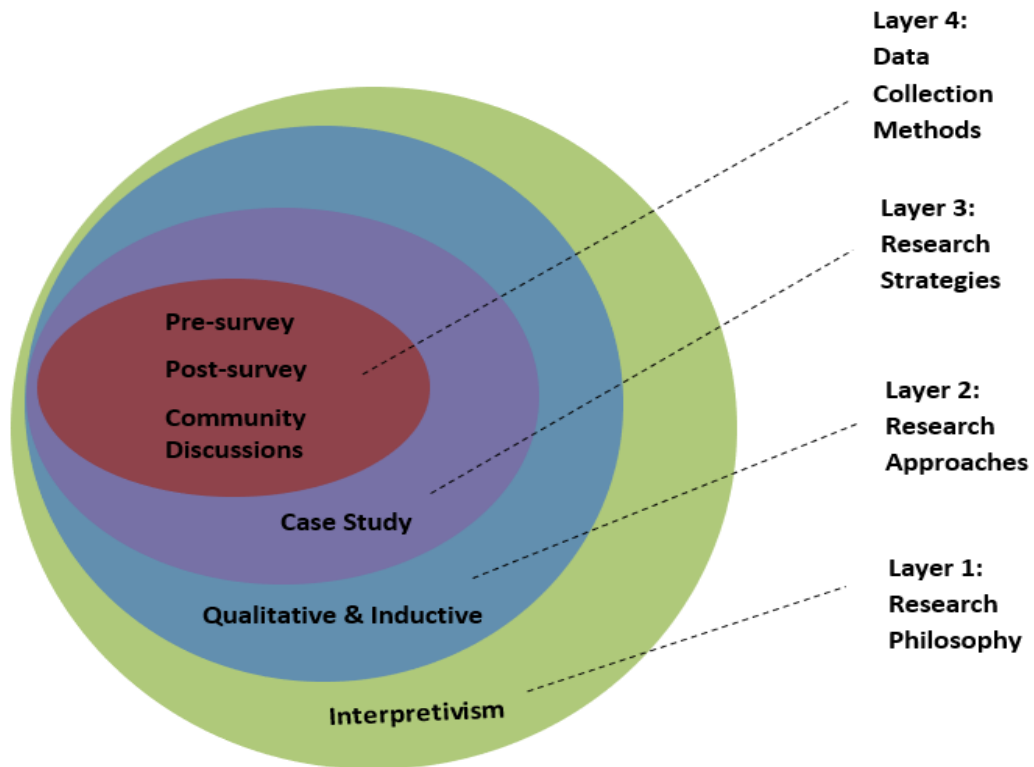 Layer 4:
Data
Collection
Methods
Layer 3:
Research
Strategies
Pre-survey
Post-survey
Community
Discussions
Layer 2:
Research
Approaches
Case Study
Layer 1:
Research
Philosophy
Qualitative & Inductive
Interpretivism